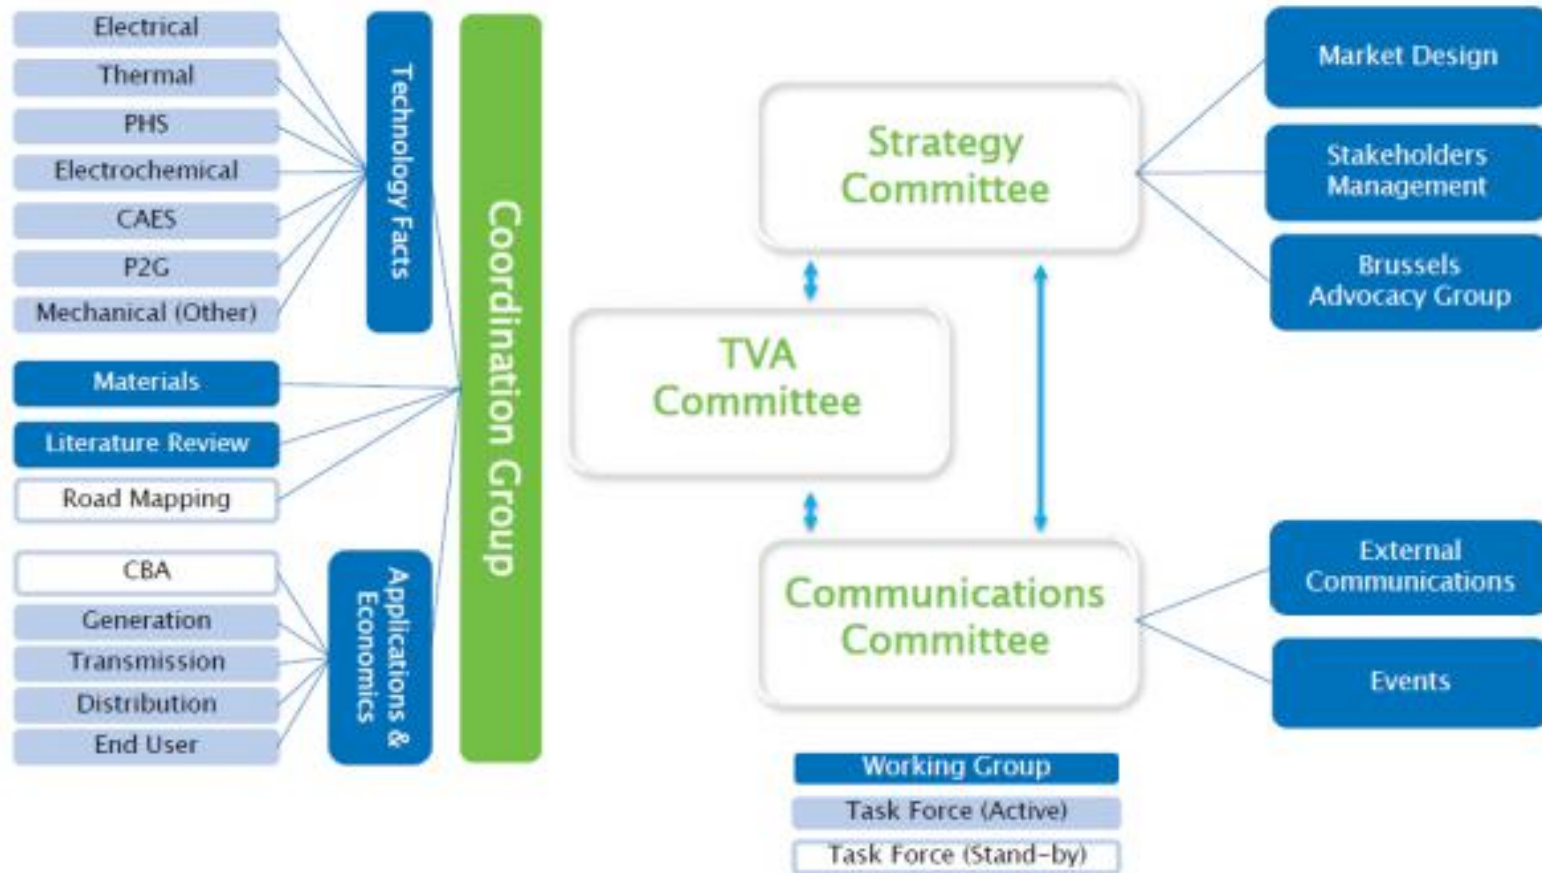 Electrical
Thermal
PHS
Electrochemical
CAES
P2G
Mechanical (Other)
Technology Facts
Materials
Literature Review
Road Mapping
CBA
Generation
Transmission
Distribution
End User
Applications &
Economics
Coordination Group
Strategy
Committee
TVA
Committee
Communications
Committee
Market Design
Stakeholders
Management
Brussels
Advocacy Group
External
Communications
Events
Working Group
Task Force (Active)
Task Force (Stand-by)